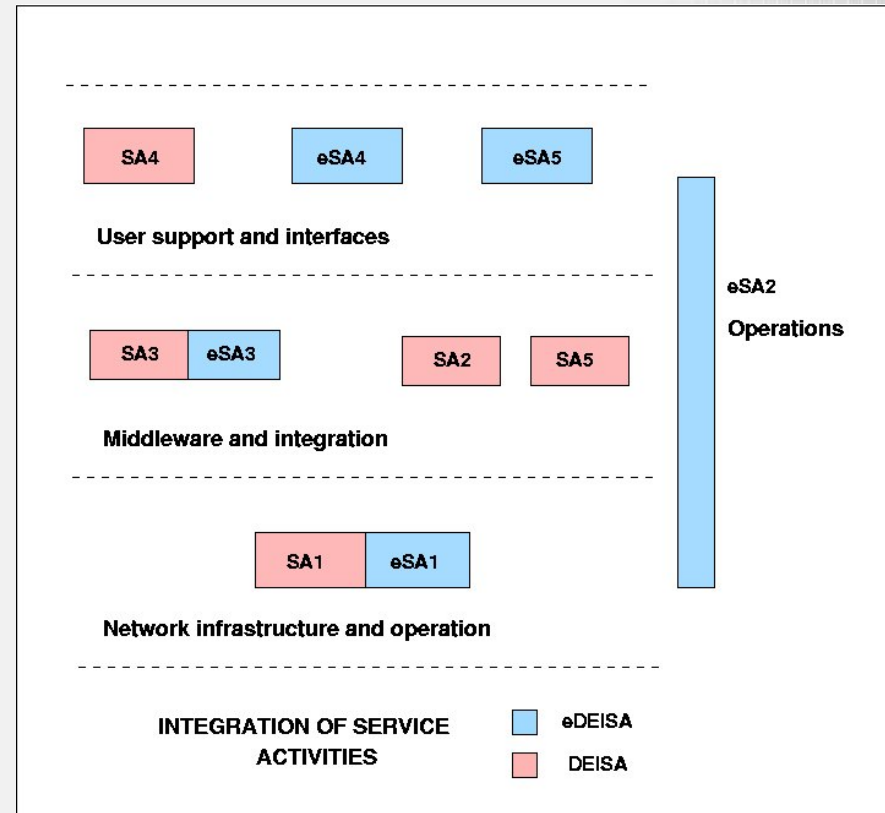 SA4
eSA4
eSA5
User support and interfaces
eSA2
Operations
SA3
eSA3
SA2
SA5
Middleware and integration
SA1
eSA1
Network infrastructure and operation
INTEGRATION OF SERVICE
ACTIVITIES
eDEISA
DEISA